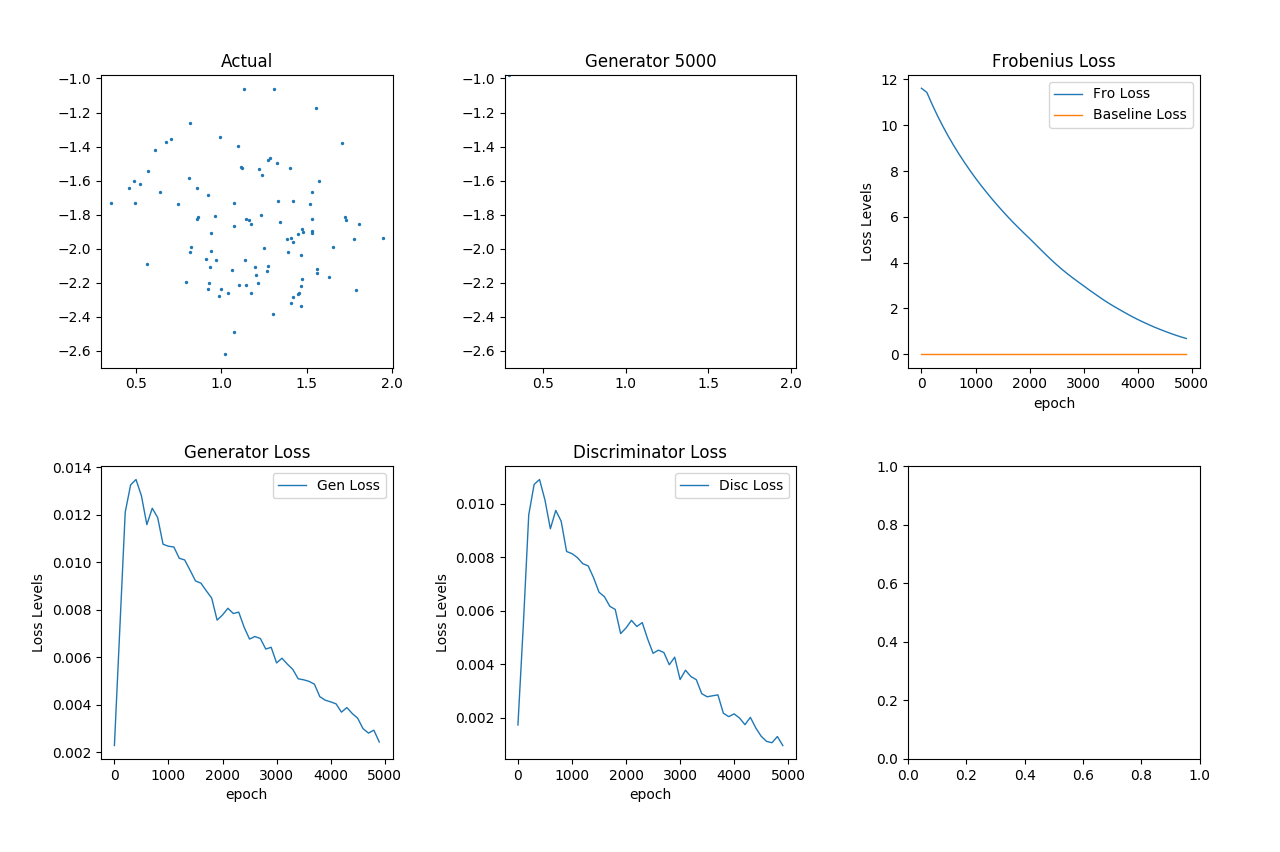 Actual
−1.0
−1.2
−1.4
−1.6
−1.8
−2.0
−2.2
−2.4
−2.6
0.5 1.0 1.5 2.0
Generator 5000
−1.0
−1.2
−1.4
−1.6
−1.8
−2.0
−2.2
−2.4
−2.6
0.5 1.0 1.5 2.0
Frobenius Loss
Fro Loss
Baseline Loss
Loss Levels
12
10
8
6
4
2
0
0 1000 2000 3000 4000 5000
epoch
Generator Loss
Gen Loss
Loss Levels
0.014
0.012
0.010
0.008
0.006
0.004
0.002
0 1000 2000 3000 4000 5000
epoch
Discriminator Loss
Disc Loss
Loss Levels
0.010
0.008
0.006
0.004
0.002
0 1000 2000 3000 4000 5000
epoch
1.0
0.8
0.6
0.4
0.2
0.0
0.0 0.2 0.4 0.6 0.8 1.0